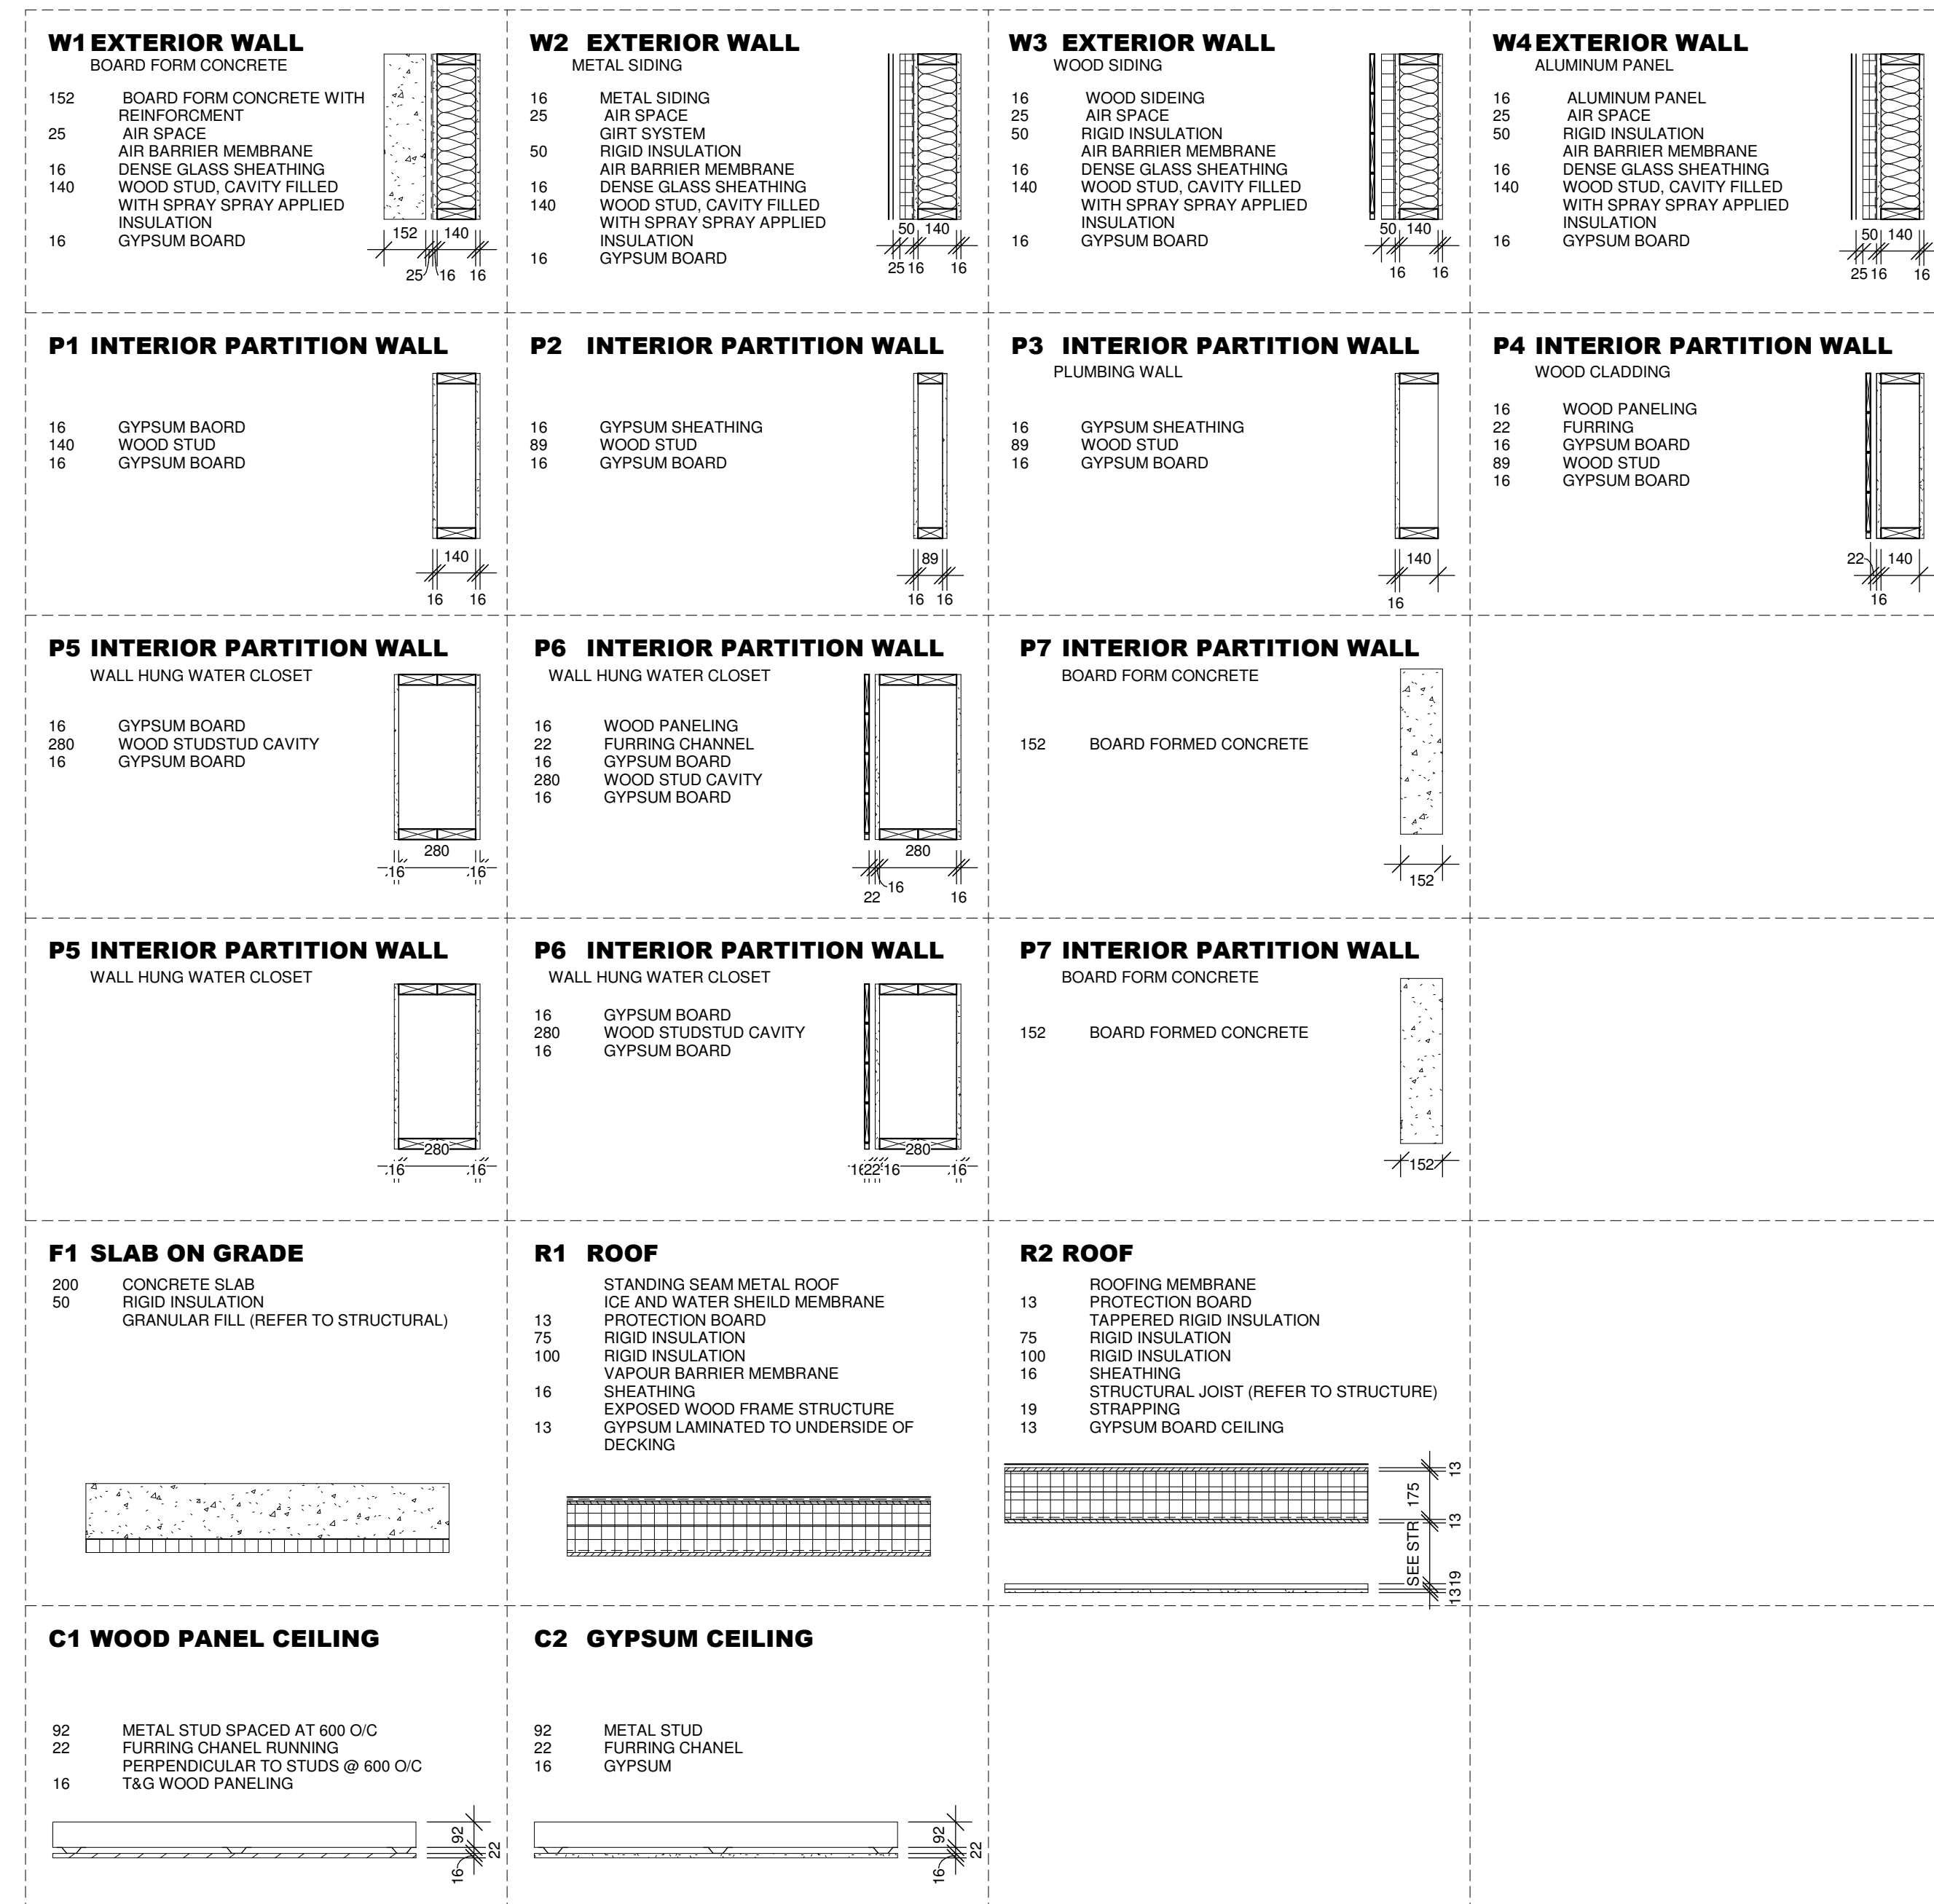 W1 EXTERIOR WALL
BOARD FORM CONCRETE
152 BOARD FORM CONCRETE WITH
REINFORCMENT
25 AIR SPACE
AIR BARRIER MEMBRANE
16 DENSE GLASS SHEATHING
140 WOOD STUD, CAVITY FILLED
WITH SPRAY SPRAY APPLIED
INSULATION
16 GYPSUM BOARD
152 140
25 16 16
W2 EXTERIOR WALL
METAL SIDING
16 METAL SIDING
25 AIR SPACE
GIRT SYSTEM
50 RIGID INSULATION
AIR BARRIER MEMBRANE
16 DENSE GLASS SHEATHING
140 WOOD STUD, CAVITY FILLED
WITH SPRAY SPRAY APPLIED
INSULATION
16 GYPSUM BOARD
50 140
25 16 16
W3 EXTERIOR WALL
WOOD SIDING
16 WOOD SIDEING
25 AIR SPACE
50 RIGID INSULATION
AIR BARRIER MEMBRANE
16 DENSE GLASS SHEATHING
140 WOOD STUD, CAVITY FILLED
WITH SPRAY SPRAY APPLIED
INSULATION
16 GYPSUM BOARD
50 140
16 16
W4 EXTERIOR WALL
ALUMINUM PANEL
16 ALUMINUM PANEL
25 AIR SPACE
50 RIGID INSULATION
AIR BARRIER MEMBRANE
16 DENSE GLASS SHEATHING
140 WOOD STUD, CAVITY FILLED
WITH SPRAY SPRAY APPLIED
INSULATION
16 GYPSUM BOARD
50 140
25 16 16
P1 INTERIOR PARTITION WALL
16 GYPSUM BAORD
140 WOOD STUD
16 GYPSUM BOARD
140
16 16
P2 INTERIOR PARTITION WALL
16 GYPSUM SHEATHING
89 WOOD STUD
16 GYPSUM BOARD
89
16 16
P3 INTERIOR PARTITION WALL
PLUMBING WALL
16 GYPSUM SHEATHING
89 WOOD STUD
16 GYPSUM BOARD
140
16
P4 INTERIOR PARTITION WALL
WOOD CLADDING
16 WOOD PANELING
22 FURRING
16 GYPSUM BOARD
89 WOOD STUD
16 GYPSUM BOARD
22 140
16
P5 INTERIOR PARTITION WALL
WALL HUNG WATER CLOSET
16 GYPSUM BOARD
280 WOOD STUDSTUD CAVITY
16 GYPSUM BOARD
280
16 16
P6 INTERIOR PARTITION WALL
WALL HUNG WATER CLOSET
16 WOOD PANELING
22 FURRING CHANNEL
16 GYPSUM BOARD
280 WOOD STUD CAVITY
16 GYPSUM BOARD
280
16
22 16
P7 INTERIOR PARTITION WALL
BOARD FORM CONCRETE
152 BOARD FORMED CONCRETE
152
P5 INTERIOR PARTITION WALL
WALL HUNG WATER CLOSET
280
16 16
P6 INTERIOR PARTITION WALL
WALL HUNG WATER CLOSET
16 GYPSUM BOARD
280 WOOD STUDSTUD CAVITY
16 GYPSUM BOARD
280
16 22 16 16
P7 INTERIOR PARTITION WALL
BOARD FORM CONCRETE
152 BOARD FORMED CONCRETE
152
F1 SLAB ON GRADE
200 CONCRETE SLAB
50 RIGID INSULATION
GRANULAR FILL (REFER TO STRUCTURAL)
R1 ROOF
STANDING SEAM METAL ROOF
ICE AND WATER SHEILD MEMBRANE
13 PROTECTION BOARD
75 RIGID INSULATION
100 RIGID INSULATION
VAPOUR BARRIER MEMBRANE
16 SHEATHING
EXPOSED WOOD FRAME STRUCTURE
13 GYPSUM LAMINATED TO UNDERSIDE OF
DECKING
R2 ROOF
ROOFING MEMBRANE
13 PROTECTION BOARD
TAPPERED RIGID INSULATION
75 RIGID INSULATION
100 RIGID INSULATION
16 SHEATHING
STRUCTURAL JOIST (REFER TO STRUCTURE)
19 STRAPPING
13 GYPSUM BOARD CEILING
13
175
13
SEE STR
19
13
C1 WOOD PANEL CEILING
92 METAL STUD SPACED AT 600 O/C
22 FURRING CHANEL RUNNING
PERPENDICULAR TO STUDS @ 600 O/C
16 T&G WOOD PANELING
92
22
16
C2 GYPSUM CEILING
92 METAL STUD
22 FURRING CHANEL
16 GYPSUM
92
22
16